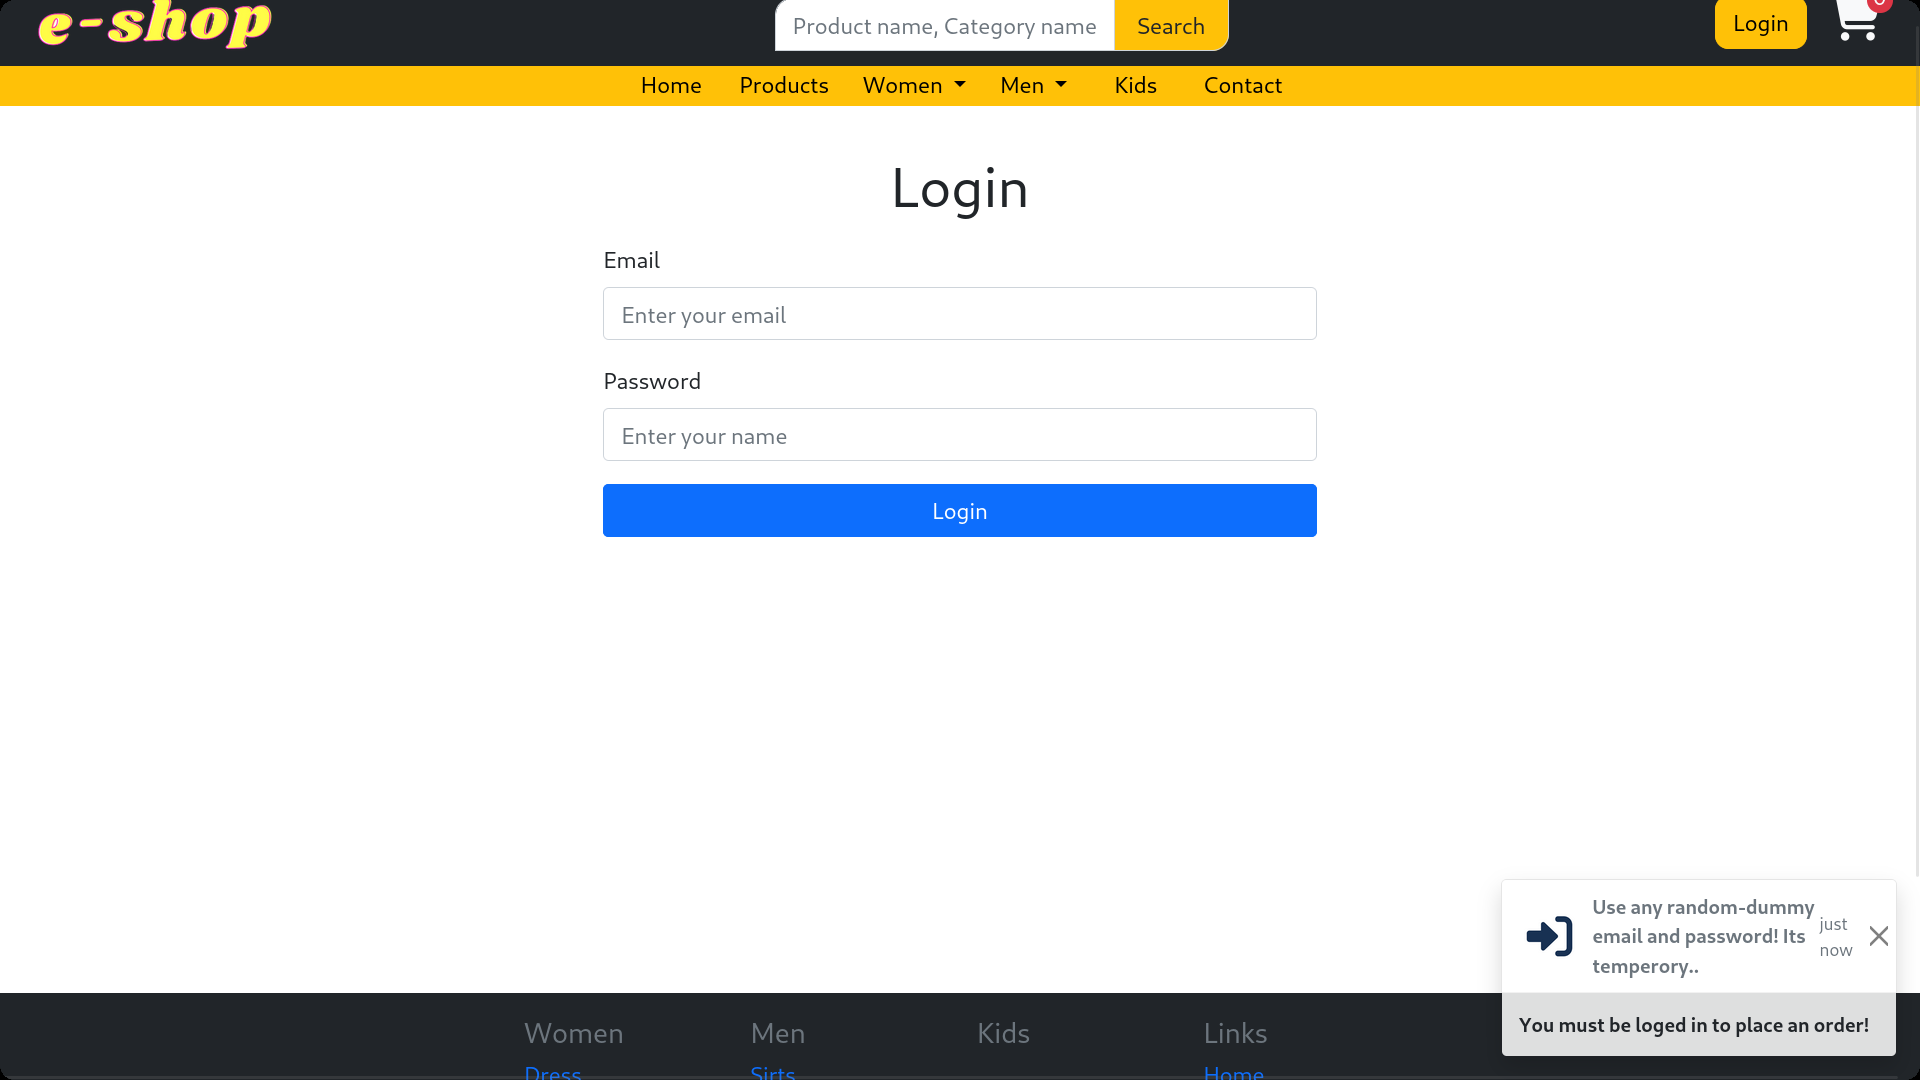 e-shop
Product name, Category name
Search
Login
Home
Products
Women
Men
Kids
Contact
Login
Email
Enter your email
Password
Enter your name
Login
Use any random-dummy
email and password! Its
temperory..
just
now
You must be loged in to place an order!
Women
Men
Kids
Links
Dress
Sirts
Home